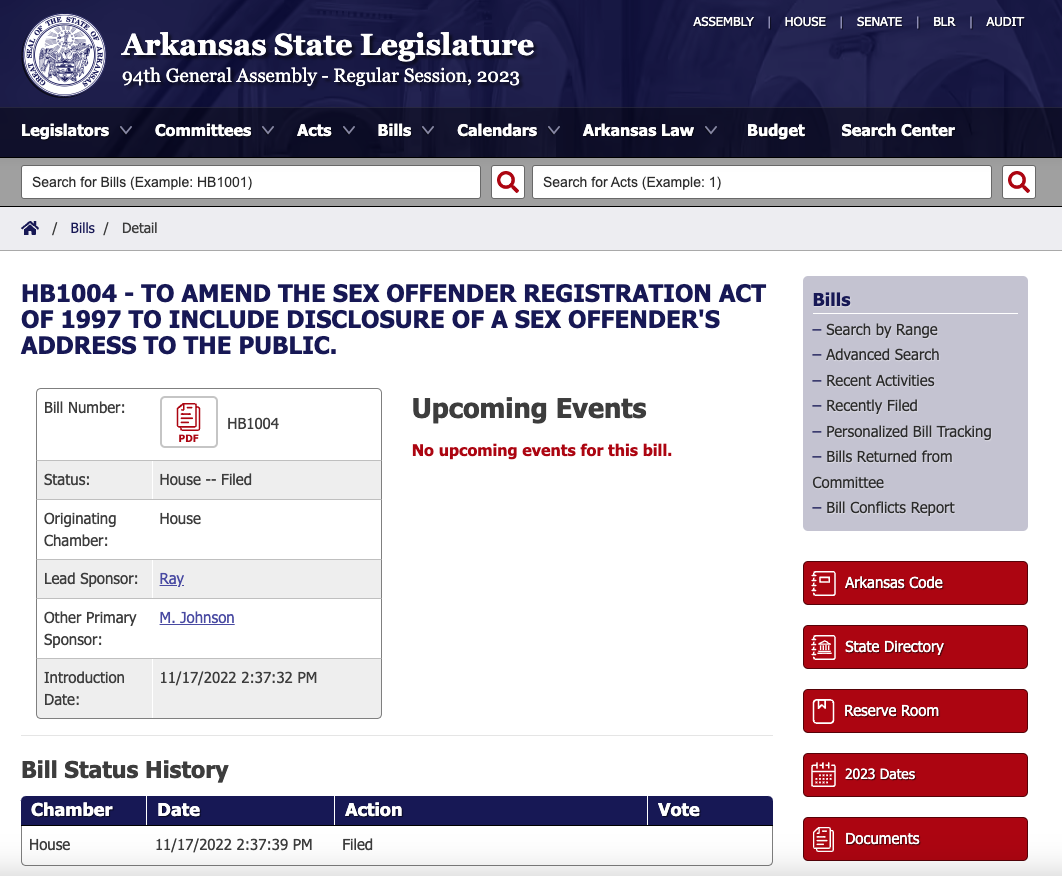 GREAT SEAL OF THE STATE OF ARKANSAS
ASSEMBLY | HOUSE | SENATE | BLR | AUDIT
Arkansas State Legislature
94th General Assembly - Regular Session, 2023
Legislators Committees Acts Bills Calendars Arkansas Law Budget Search Center
Search for Bills (Example: HB1001) Search for Acts (Example: 1)
/ Bills / Detail
HB1004 - TO AMEND THE SEX OFFENDER REGISTRATION ACT
OF 1997 TO INCLUDE DISCLOSURE OF A SEX OFFENDER'S
ADDRESS TO THE PUBLIC.
Bill Number: PDF HB1004
Status: House -- Filed
Originating
Chamber: House
Lead Sponsor: Ray
Other Primary
Sponsor: M. Johnson
Introduction
Date: 11/17/2022 2:37:32 PM
Upcoming Events
No upcoming events for this bill.
Bill Status History
Chamber Date Action Vote
House 11/17/2022 2:37:39 PM Filed
Bills
– Search by Range
– Advanced Search
– Recent Activities
– Recently Filed
– Personalized Bill Tracking
– Bills Returned from
Committee
– Bill Conflicts Report
Arkansas Code
State Directory
Reserve Room
2023 Dates
Documents